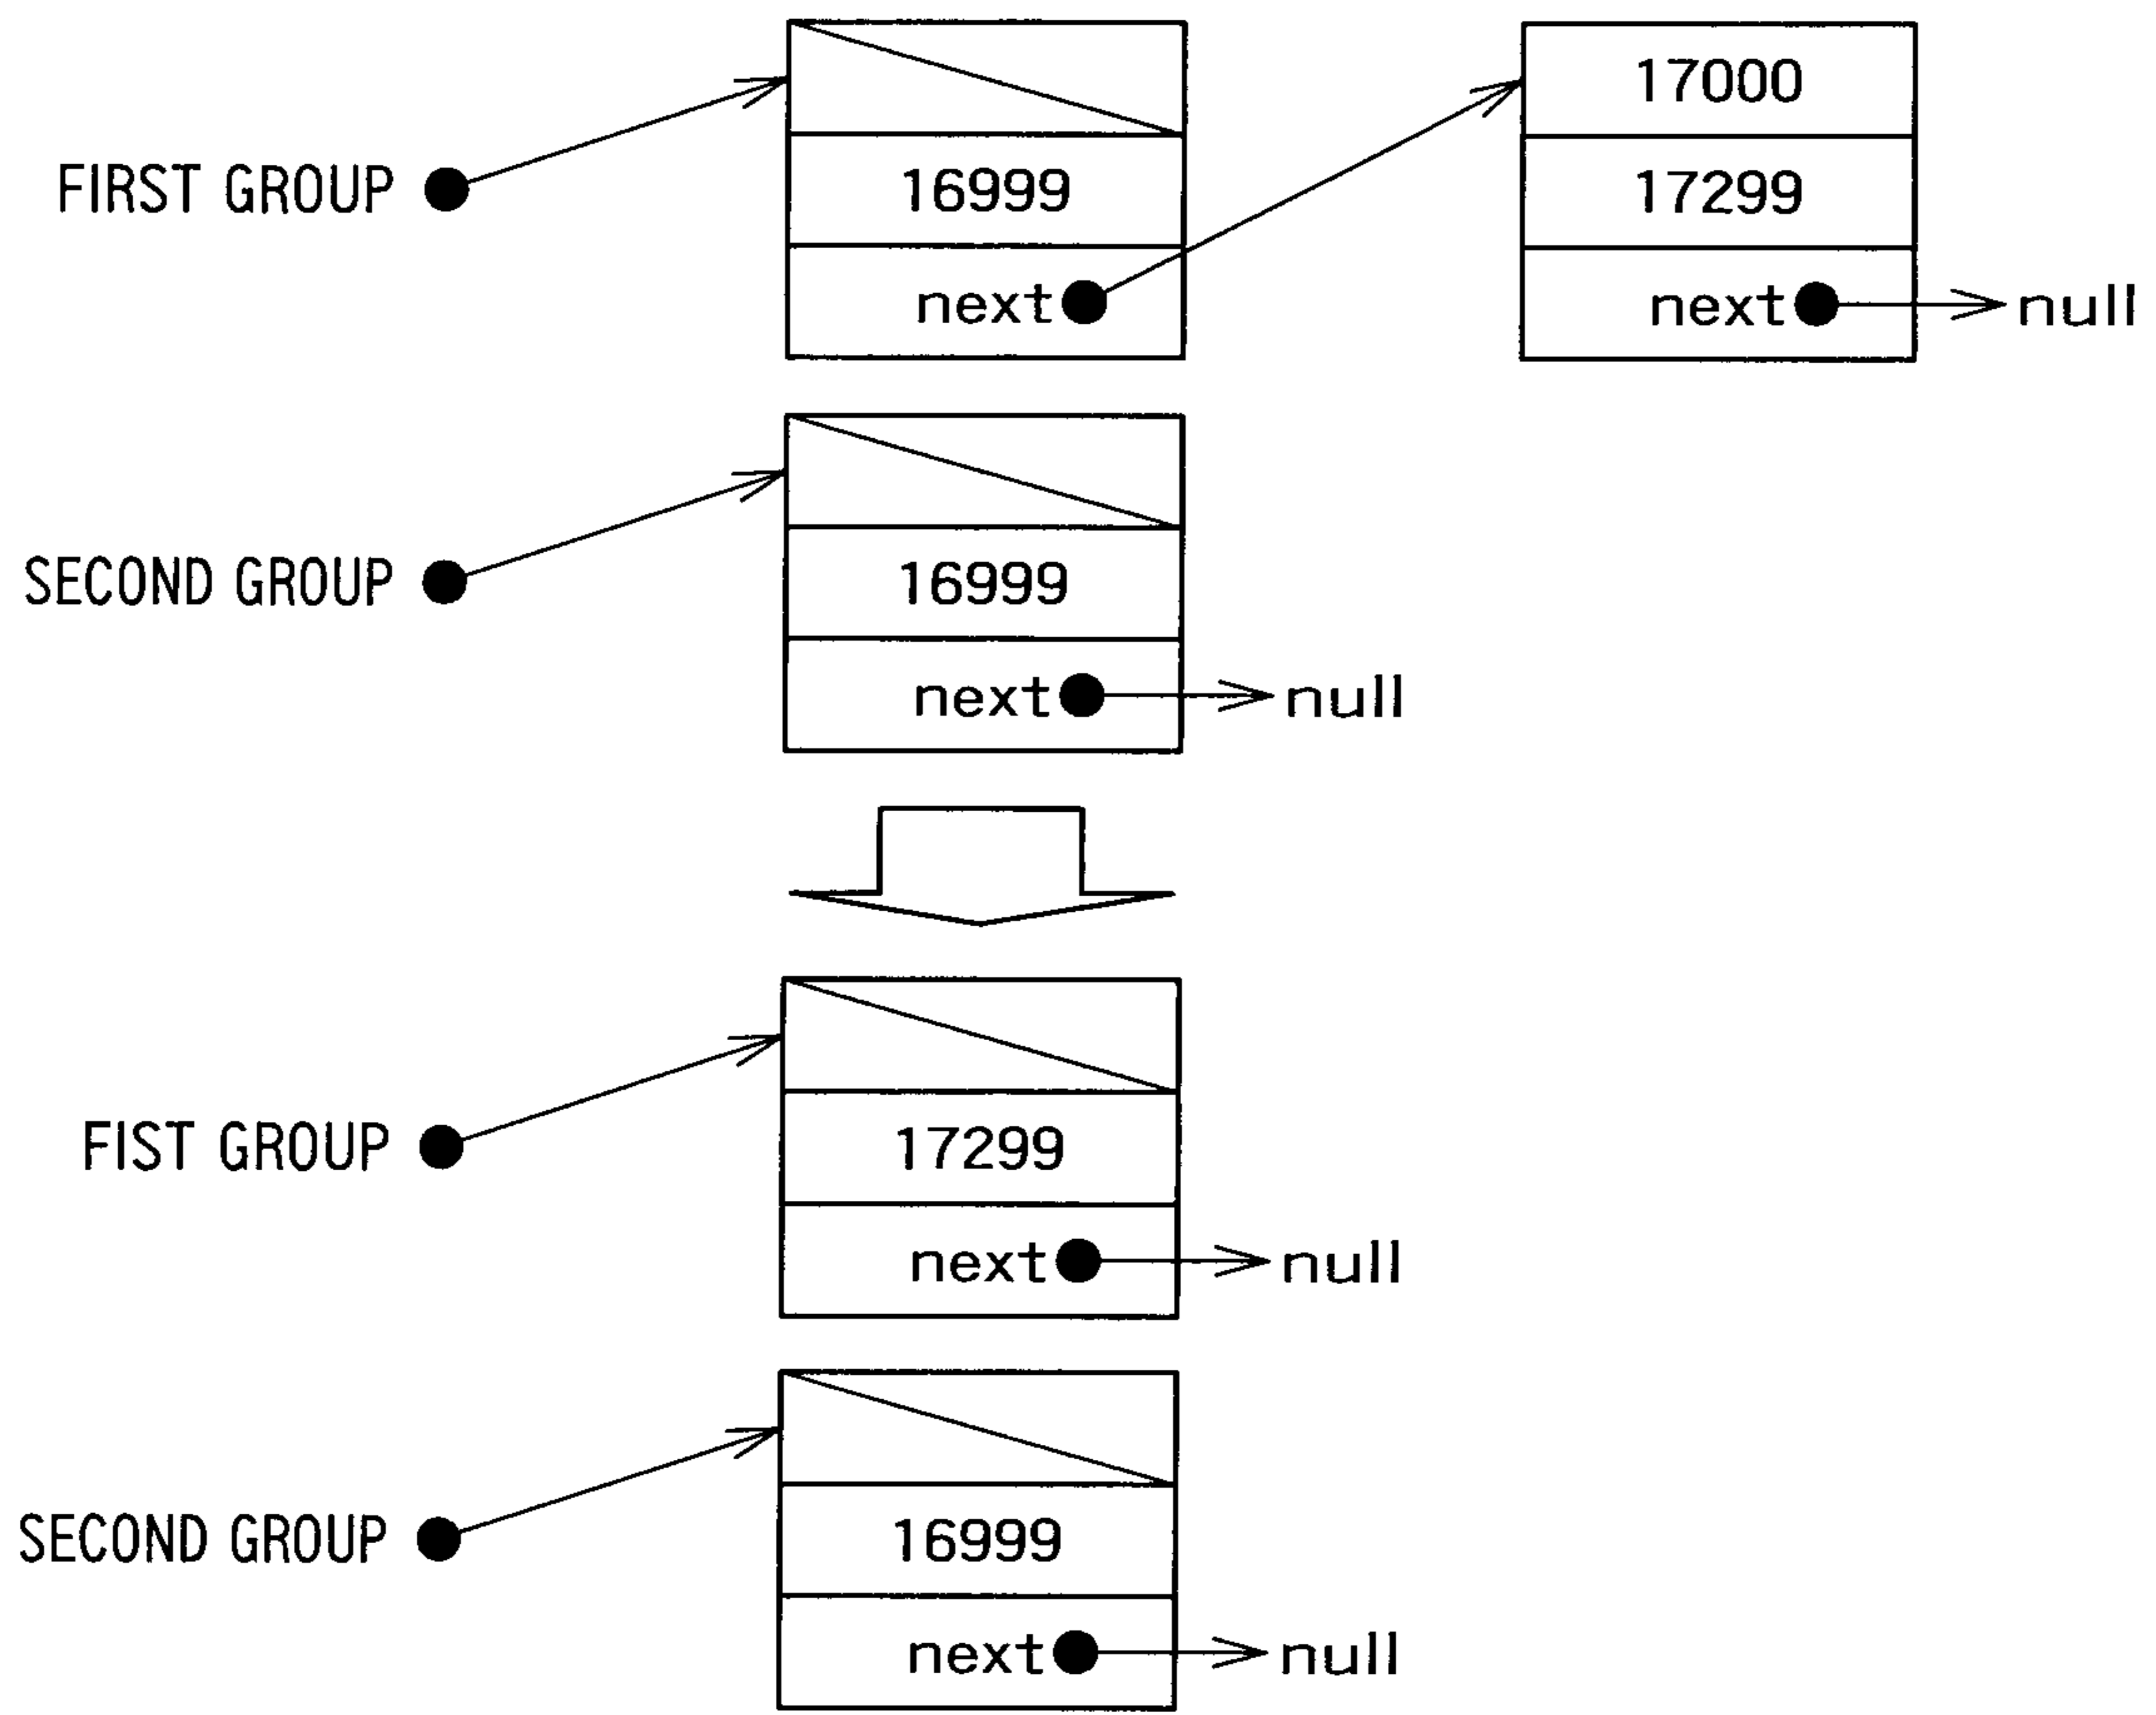 17000
FIRST GROUP 16999 17299
next next null
SECOND GROUP 16999
next null
FIST GROUP 17299
next null
SECOND GROUP 16999
next null